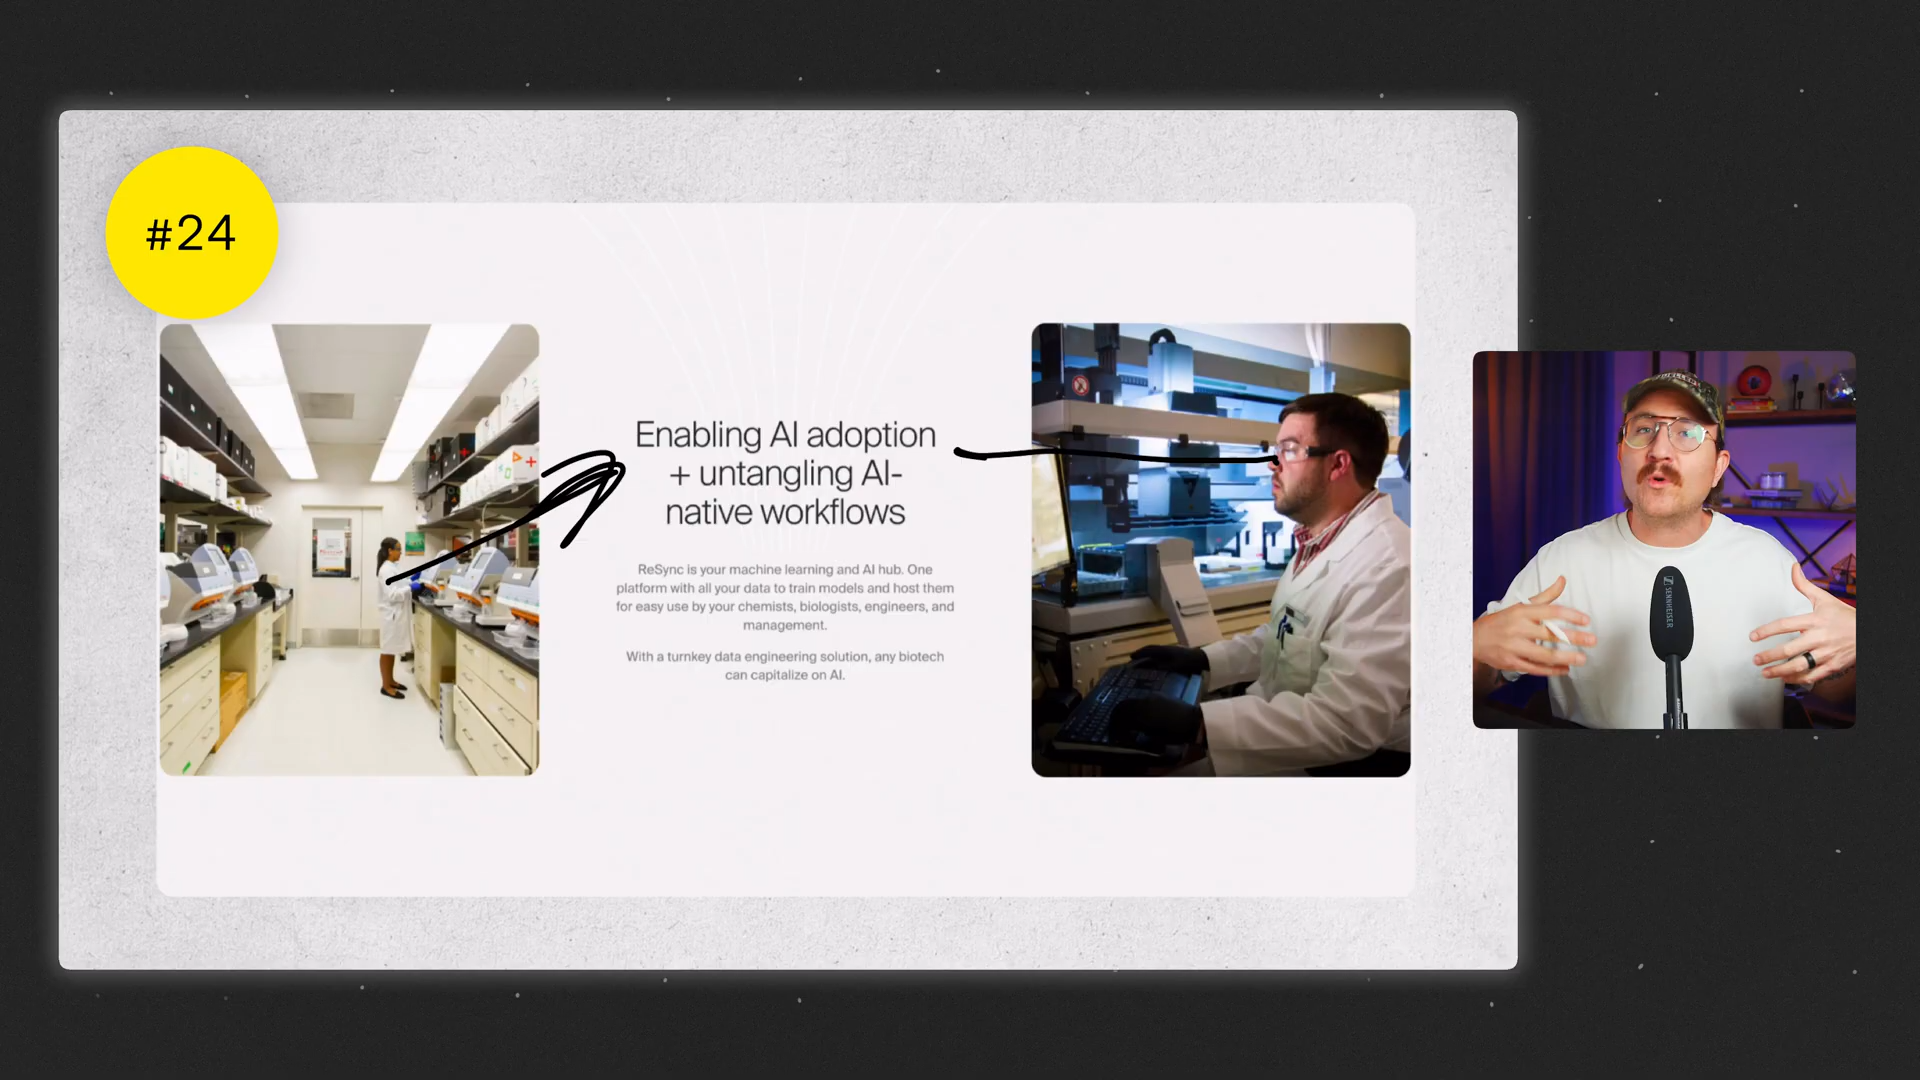 #24
Enabling AI adoption
+ untangling AI-
native workflows
ReSync is your machine learning and AI hub. One
platform with all your data to train models and host them
for easy use by your chemists, biologists, engineers, and
management.
With a turnkey data engineering solution, any biotech
can capitalize on AI.
SENNHEISER